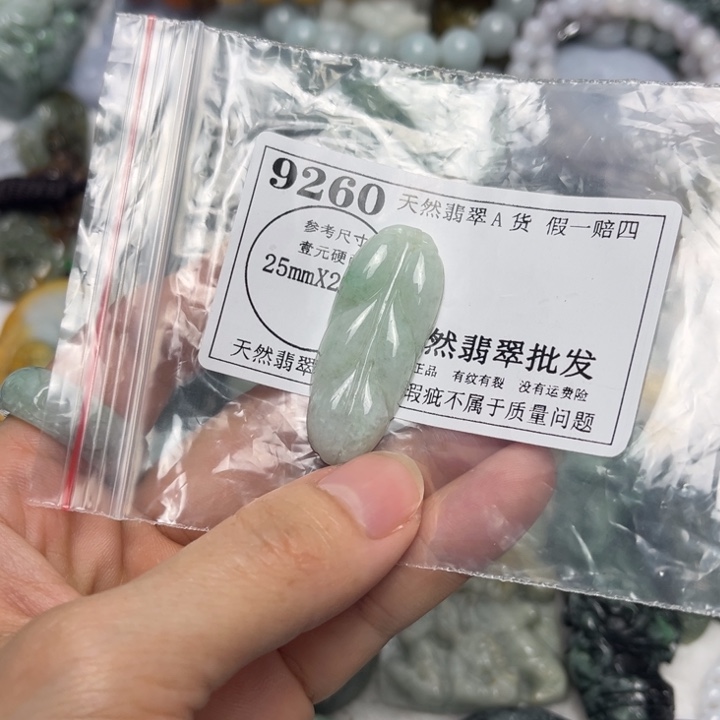 9260 天然翡翠A货 假一赔四
参考尺寸
壹元硬
25mmX2
然翡翠批发
正品 有纹有裂 没有运费险
天然翡翠 瑕疵不属于质量问题